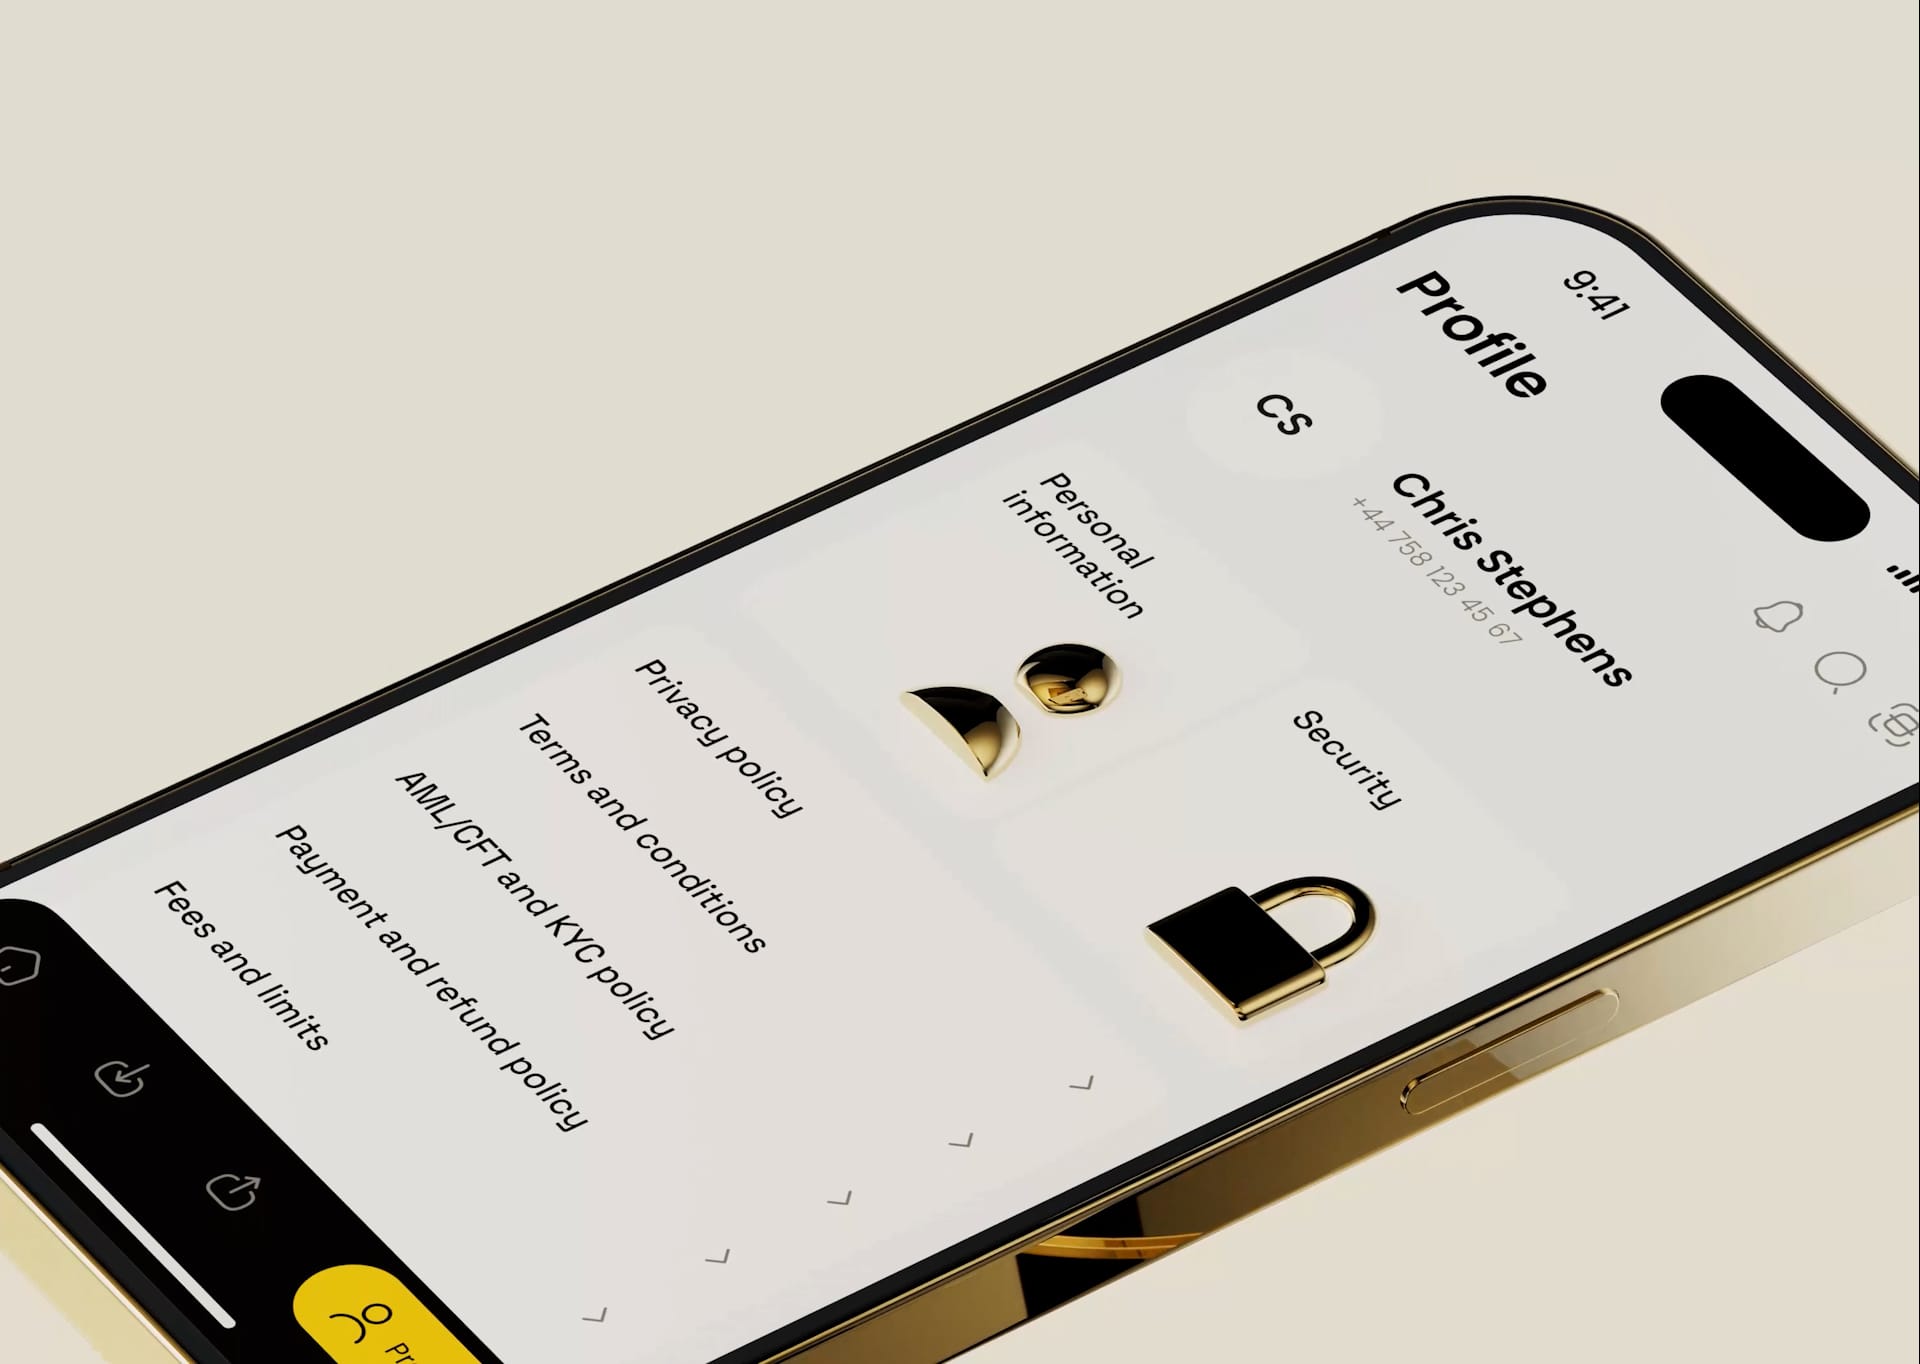 9:41
Profile
CS
Chris Stephens
+44 758 123 45 67
Personal
information
Security
Privacy policy
Terms and conditions
AML/CFT and KYC policy
Payment and refund policy
Fees and limits